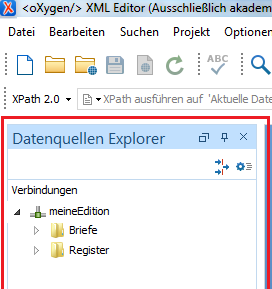 <oXygen/> XML Editor (Ausschließlich akadem
Datei Bearbeiten Suchen Projekt Optionen
ABC
XPath 2.0 XPath ausführen auf 'Aktuelle Date
Datenquellen Explorer
Verbindungen
meineEdition
Briefe
Register